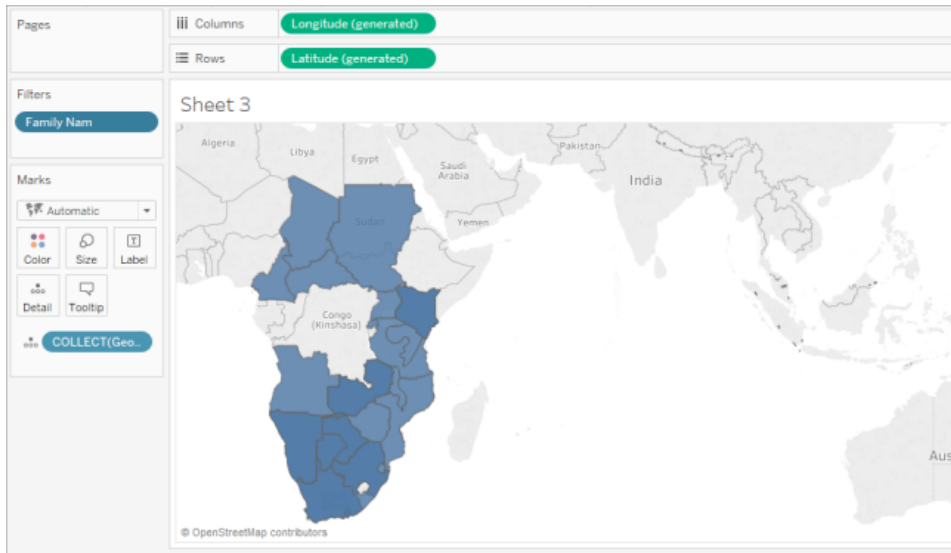 Pages
Columns
Longitude (generated)
Rows
Latitude (generated)
Filters
Family Nam
Sheet 3
Marks
Automatic
Color
Size
Label
Detail
Tooltip
COLLECT(Geo..
Algeria
Libya
Egypt
Saudi
Arabia
Pakistan
India
Sudan
Yemen
Congo
(Kinshasa)
Aus
© OpenStreetMap contributors